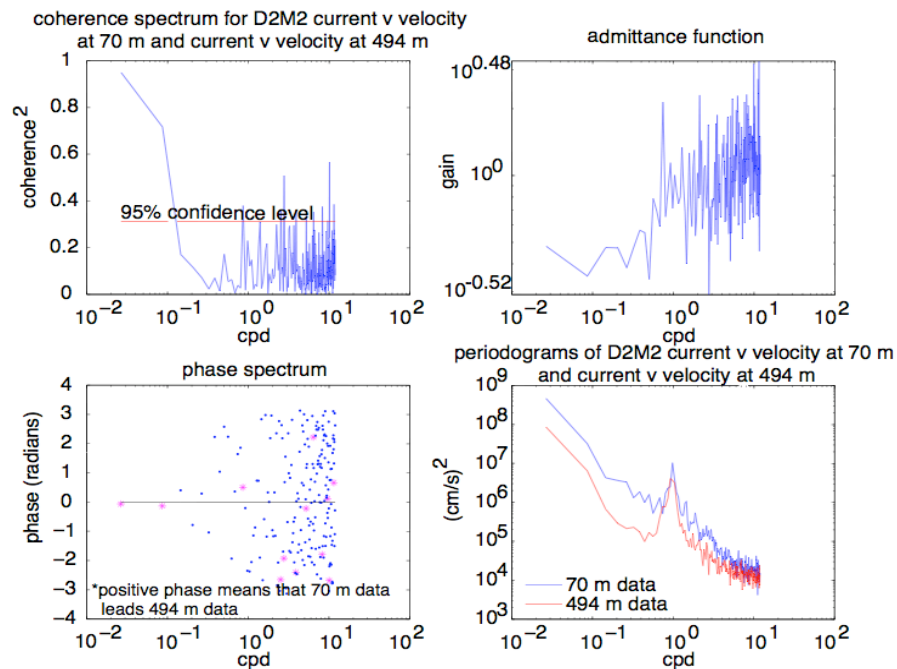 coherence spectrum for D2M2 current v velocity
at 70 m and current v velocity at 494 m
1
0.8
0.6
0.4
0.2
0
coherence 2
95% confidence level
10-2
10-1
100
101
102
cpd
admittance function
100.48
100
10-0.52
gain
10-2
10-1
100
101
102
cpd
phase spectrum
4
3
2
1
0
-1
-2
-3
-4
phase (radians)
*positive phase means that 70 m data
leads 494 m data
10-2
10-1
100
101
102
cpd
periodograms of D2M2 current v velocity at 70 m
and current v velocity at 494 m
109
108
107
106
105
104
103
(cm/s)2
70 m data
494 m data
10-2
10-1
100
101
102
cpd